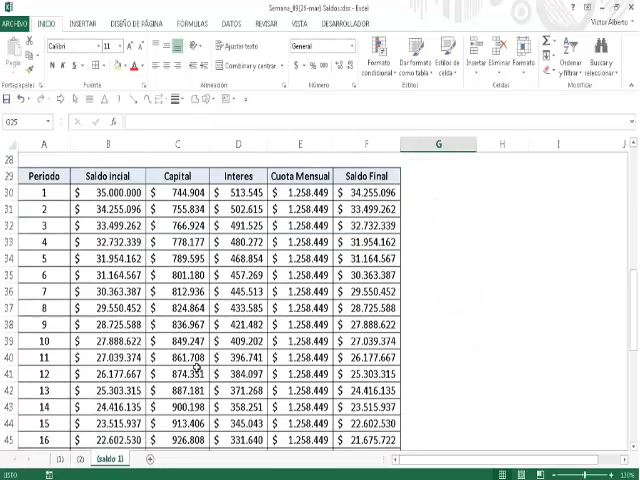 Semana_89(26-mar) Saldos.xlsx - Excel
ARCHIVO INICIO INSERTAR DISEÑO DE PÁGINA FÓRMULAS DATOS REVISAR VISTA DESARROLLADOR Victor Alberto
Calibri 11 Ajustar texto General
Pegar N K S Combinar y centrar $ % 000 Formato condicional Dar formato como tabla Estilos de celda Insertar Eliminar Formato Ordenar y filtrar Buscar y seleccionar
Portapapeles Fuente Alineación Número Estilos Celdas Modificar
G25 fx
A B C D E F G H I J
28
29 Periodo Saldo incial Capital Interes Cuota Mensual Saldo Final
30 1 $ 35.000.000 $ 744.904 $ 513.545 $ 1.258.449 $ 34.255.096
31 2 $ 34.255.096 $ 755.834 $ 502.615 $ 1.258.449 $ 33.499.262
32 3 $ 33.499.262 $ 766.924 $ 491.525 $ 1.258.449 $ 32.732.339
33 4 $ 32.732.339 $ 778.177 $ 480.272 $ 1.258.449 $ 31.954.162
34 5 $ 31.954.162 $ 789.595 $ 468.854 $ 1.258.449 $ 31.164.567
35 6 $ 31.164.567 $ 801.180 $ 457.269 $ 1.258.449 $ 30.363.387
36 7 $ 30.363.387 $ 812.936 $ 445.513 $ 1.258.449 $ 29.550.452
37 8 $ 29.550.452 $ 824.864 $ 433.585 $ 1.258.449 $ 28.725.588
38 9 $ 28.725.588 $ 836.967 $ 421.482 $ 1.258.449 $ 27.888.622
39 10 $ 27.888.622 $ 849.247 $ 409.202 $ 1.258.449 $ 27.039.374
40 11 $ 27.039.374 $ 861.708 $ 396.741 $ 1.258.449 $ 26.177.667
41 12 $ 26.177.667 $ 874.351 $ 384.097 $ 1.258.449 $ 25.303.315
42 13 $ 25.303.315 $ 887.181 $ 371.268 $ 1.258.449 $ 24.416.135
43 14 $ 24.416.135 $ 900.198 $ 358.251 $ 1.258.449 $ 23.515.937
44 15 $ 23.515.937 $ 913.406 $ 345.043 $ 1.258.449 $ 22.602.530
45 16 $ 22.602.530 $ 926.808 $ 331.640 $ 1.258.449 $ 21.675.722
(1) (2) (saldo 1)
LISTO 130%